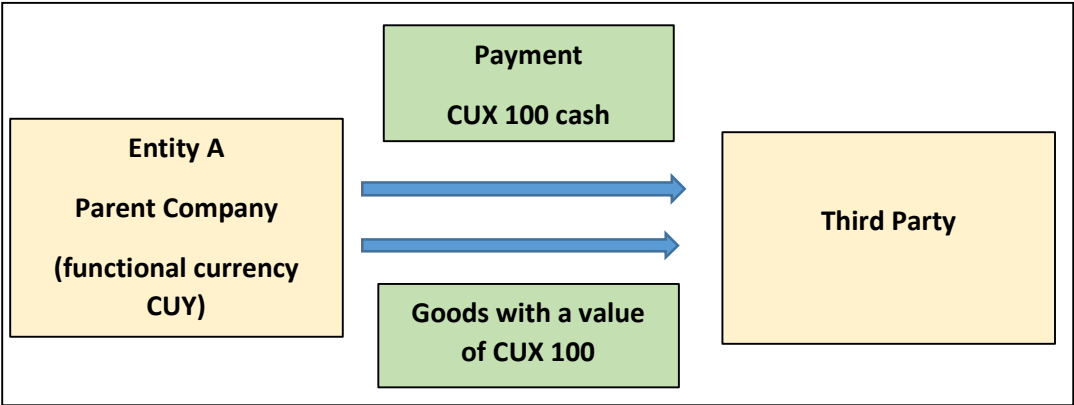 Payment
CUX 100 cash
Entity A
Parent Company
(functional currency
CUY)
Third Party
Goods with a value
of CUX 100